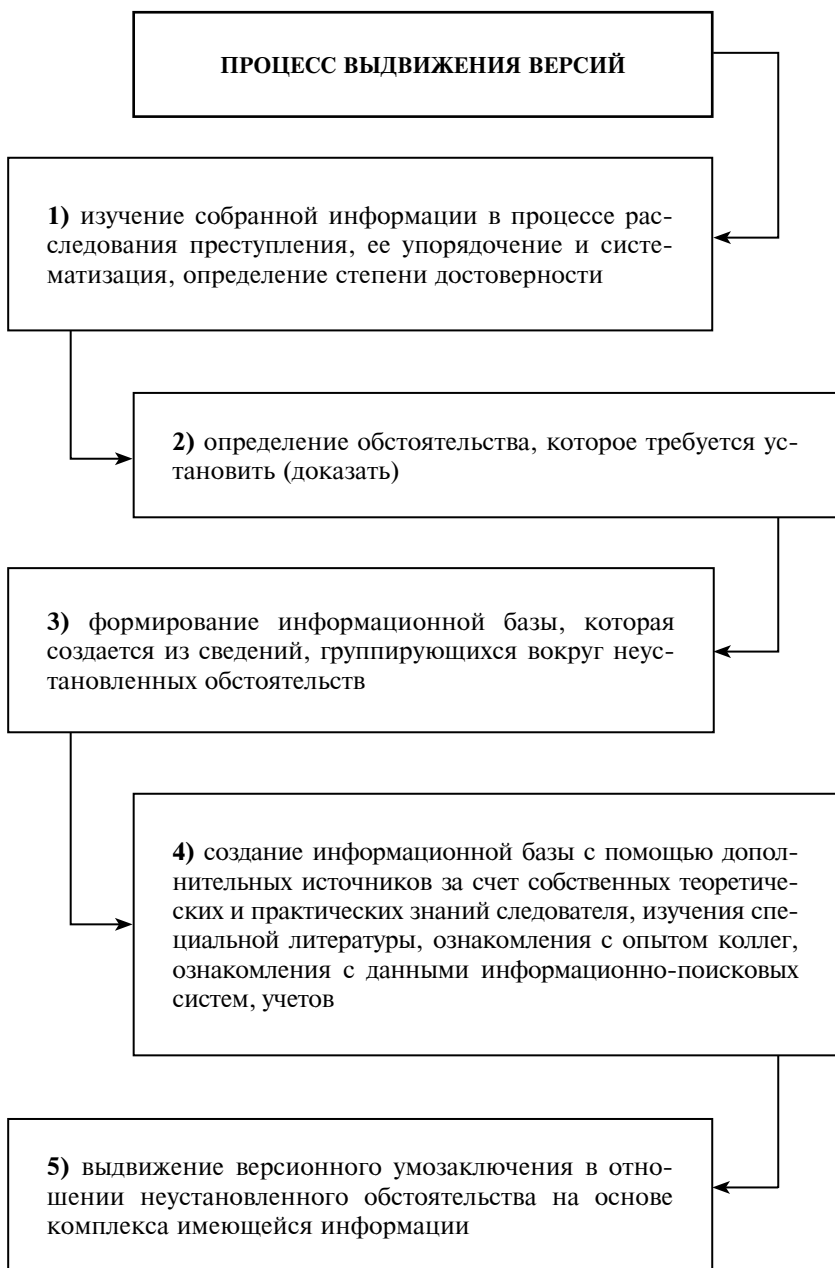 ПРОЦЕСС ВЫДВИЖЕНИЯ ВЕРСИЙ
1) изучение собранной информации в процессе рас-
следования преступления, ее упорядочение и систе-
матизация, определение степени достоверности
2) определение обстоятельства, которое требуется ус-
тановить (доказать)
3) формирование информационной базы, которая
создается из сведений, группирующихся вокруг неус-
тановленных обстоятельств
4) создание информационной базы с помощью допол-
нительных источников за счет собственных теоретиче-
ских и практических знаний следователя, изучения спе-
циальной литературы, ознакомления с опытом коллег,
ознакомления с данными информационно-поисковых
систем, учетов
5) выдвижение версионного умозаключения в отно-
шении неустановленного обстоятельства на основе
комплекса имеющейся информации